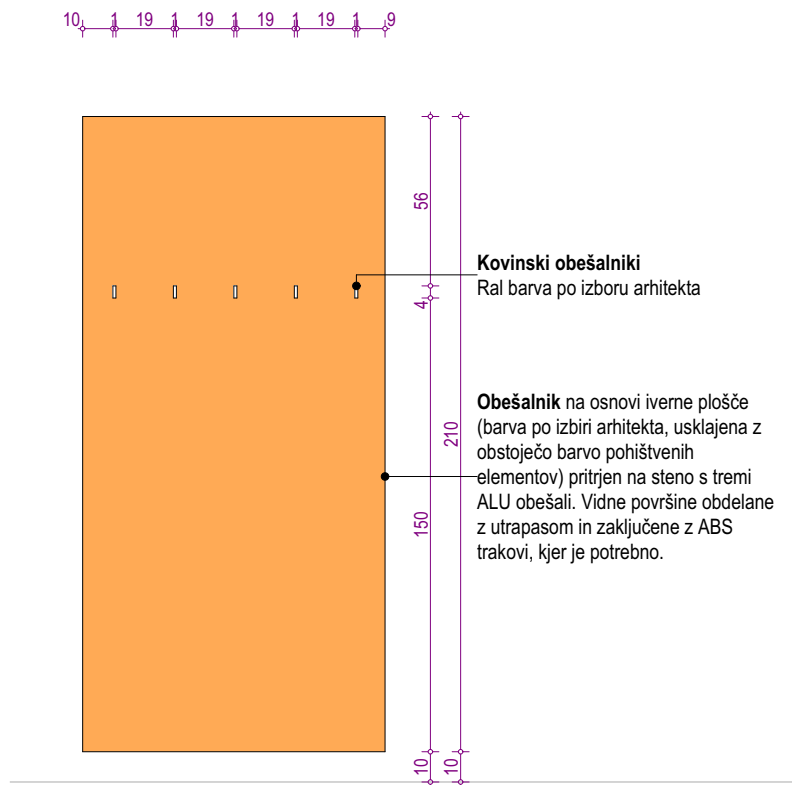 10 1 19 1 19 1 19 1 19 1 9
56
Kovinski obešalniki
Ral barva po izboru arhitekta
4
Obešalnik na osnovi iverne plošče
(barva po izbiri arhitekta, usklajena z
obstoječo barvo pohištvenih
elementov) pritrjen na steno s tremi
ALU obešali. Vidne površine obdelane
z utrapasom in zaključene z ABS
trakovi, kjer je potrebno.
210
150
10 10